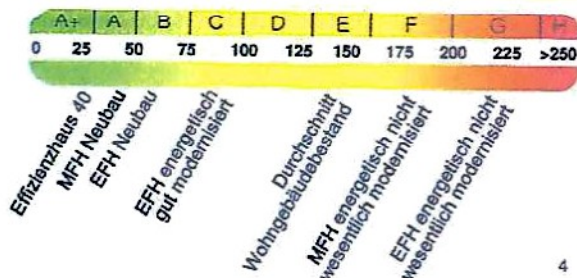 A+ A B C D E F G H
0 25 50 75 100 125 150 175 200 225 >250
Effizienzhaus 40
MFH Neubau
EFH Neubau
EFH energetisch
gut modernisiert
Durchschnitt
Wohngebäudebestand
MFH energetisch nicht
wesentlich modernisiert
EFH energetisch nicht
wesentlich modernisiert
4